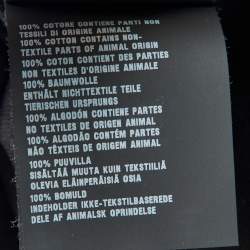 100% COTONE CONTIENE PARTI NON
TESSILI DI ORIGINE ANIMALE
100% COTTON CONTAINS NON-
TEXTILE PARTS OF ANIMAL ORIGIN
100% COTON CONTIENT DES PARTIES
NON TEXTILES D'ORIGINE ANIMALE
100% BAUMWOLLE
ENTHÄLT NICHTTEXTILE TEILE
TIERISCHEN URSPRUNGS
100% ALGODÓN CONTIENE PARTES
NO TEXTILES DE ORIGEN ANIMAL
100% ALGODÃO CONTÉM PARTES
NÃO TÊXTEIS DE ORIGEM ANIMAL
100% PUUVILLA
SISÄLTÄÄ MUUTA KUIN TEKSTIILIÄ
OLEVIA ELÄINPERÄISIÄ OSIA
100% BOMULD
INDEHOLDER IKKE-TEKSTILBASEREDE
DELE AF ANIMALSK OPRINDELSE